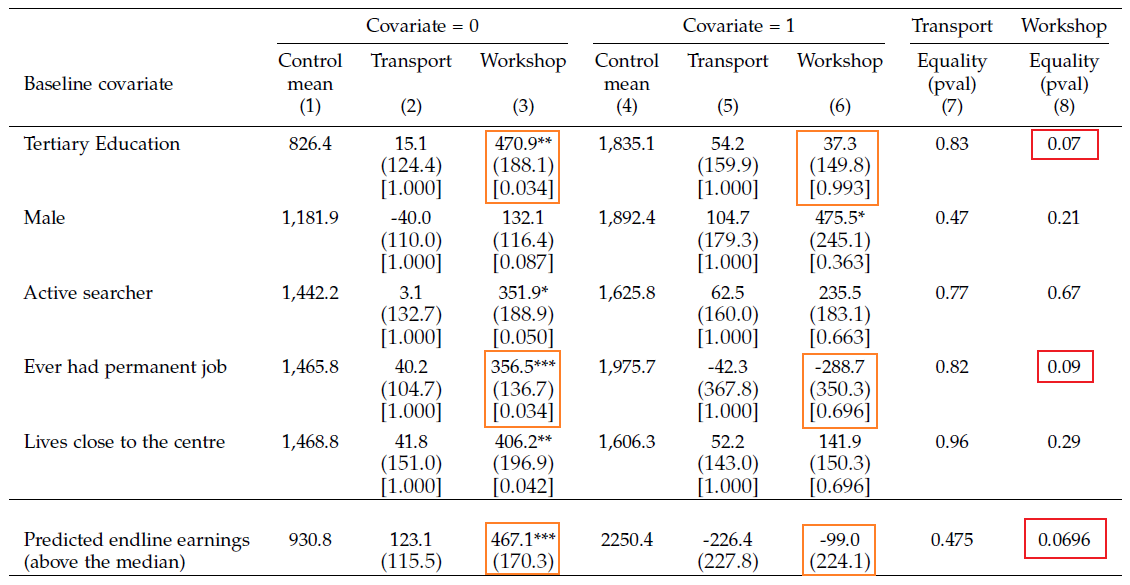 Covariate = 0 Covariate = 1 Transport Workshop
Control Transport Workshop Control Transport Workshop Equality Equality
Baseline covariate mean mean (pval) (pval)
(1) (2) (3) (4) (5) (6) (7) (8)
Tertiary Education 826.4 15.1 470.9** 1,835.1 54.2 37.3 0.83 0.07
(124.4) (188.1) (159.9) (149.8)
[1.000] [0.034] [1.000] [0.993]
Male 1,181.9 -40.0 132.1 1,892.4 104.7 475.5* 0.47 0.21
(110.0) (116.4) (179.3) (245.1)
[1.000] [0.087] [1.000] [0.363]
Active searcher 1,442.2 3.1 351.9* 1,625.8 62.5 235.5 0.77 0.67
(132.7) (188.9) (160.0) (183.1)
[1.000] [0.050] [1.000] [0.663]
Ever had permanent job 1,465.8 40.2 356.5*** 1,975.7 -42.3 -288.7 0.82 0.09
(104.7) (136.7) (367.8) (350.3)
[1.000] [0.034] [1.000] [0.696]
Lives close to the centre 1,468.8 41.8 406.2** 1,606.3 52.2 141.9 0.96 0.29
(151.0) (196.9) (143.0) (150.3)
[1.000] [0.042] [1.000] [0.696]
Predicted endline earnings 930.8 123.1 467.1*** 2250.4 -226.4 -99.0 0.475 0.0696
(above the median) (115.5) (170.3) (227.8) (224.1)